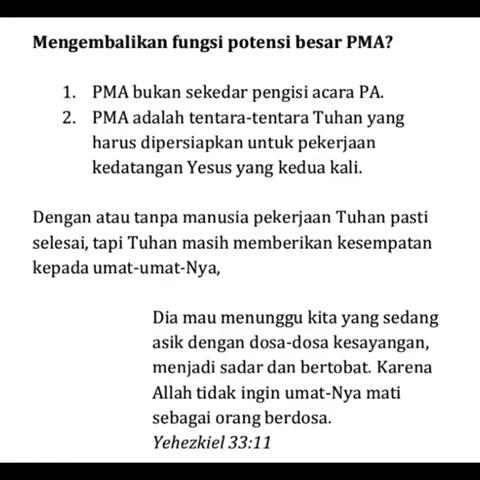 Mengembalikan fungsi potensi besar PMA?
1. PMA bukan sekedar pengisi acara PA.
2. PMA adalah tentara-tentara Tuhan yang
harus dipersiapkan untuk pekerjaan
kedatangan Yesus yang kedua kali.
Dengan atau tanpa manusia pekerjaan Tuhan pasti
selesai, tapi Tuhan masih memberikan kesempatan
kepada umat-umat-Nya,
Dia mau menunggu kita yang sedang
asik dengan dosa-dosa kesayangan,
menjadi sadar dan bertobat. Karena
Allah tidak ingin umat-Nya mati
sebagai orang berdosa.
Yehezkiel 33:11